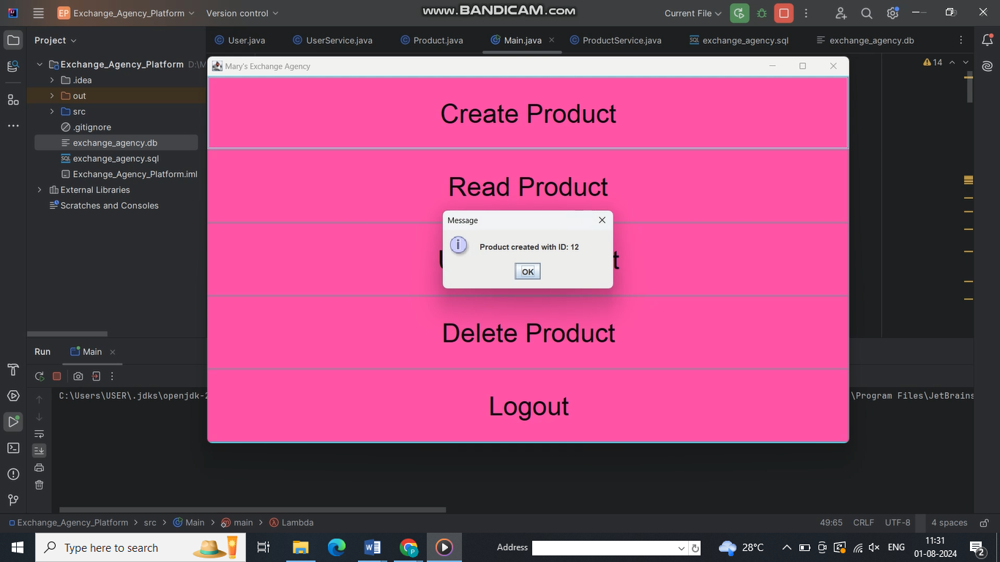 EP Exchange_Agency_Platform Version control www.BANDICAM.com Current File
Project User.java UserService.java Product.java Main.java ProductService.java exchange_agency.sql exchange_agency.db
Exchange_Agency_Platform D:\M Mary's Exchange Agency 14
.idea
out
src
.gitignore
exchange_agency.db
exchange_agency.sql
Exchange_Agency_Platform.iml
External Libraries
Scratches and Consoles
Create Product
Read Product
Message
Product created with ID: 12
OK
Delete Product
Logout
Run Main
C:\Users\USER\.jdks\openjdk-2 \Program Files\JetBrains
Exchange_Agency_Platform > src > Main > main > Lambda 49:65 CRLF UTF-8 4 spaces
Type here to search Address 28°C ENG 11:31
01-08-2024 2